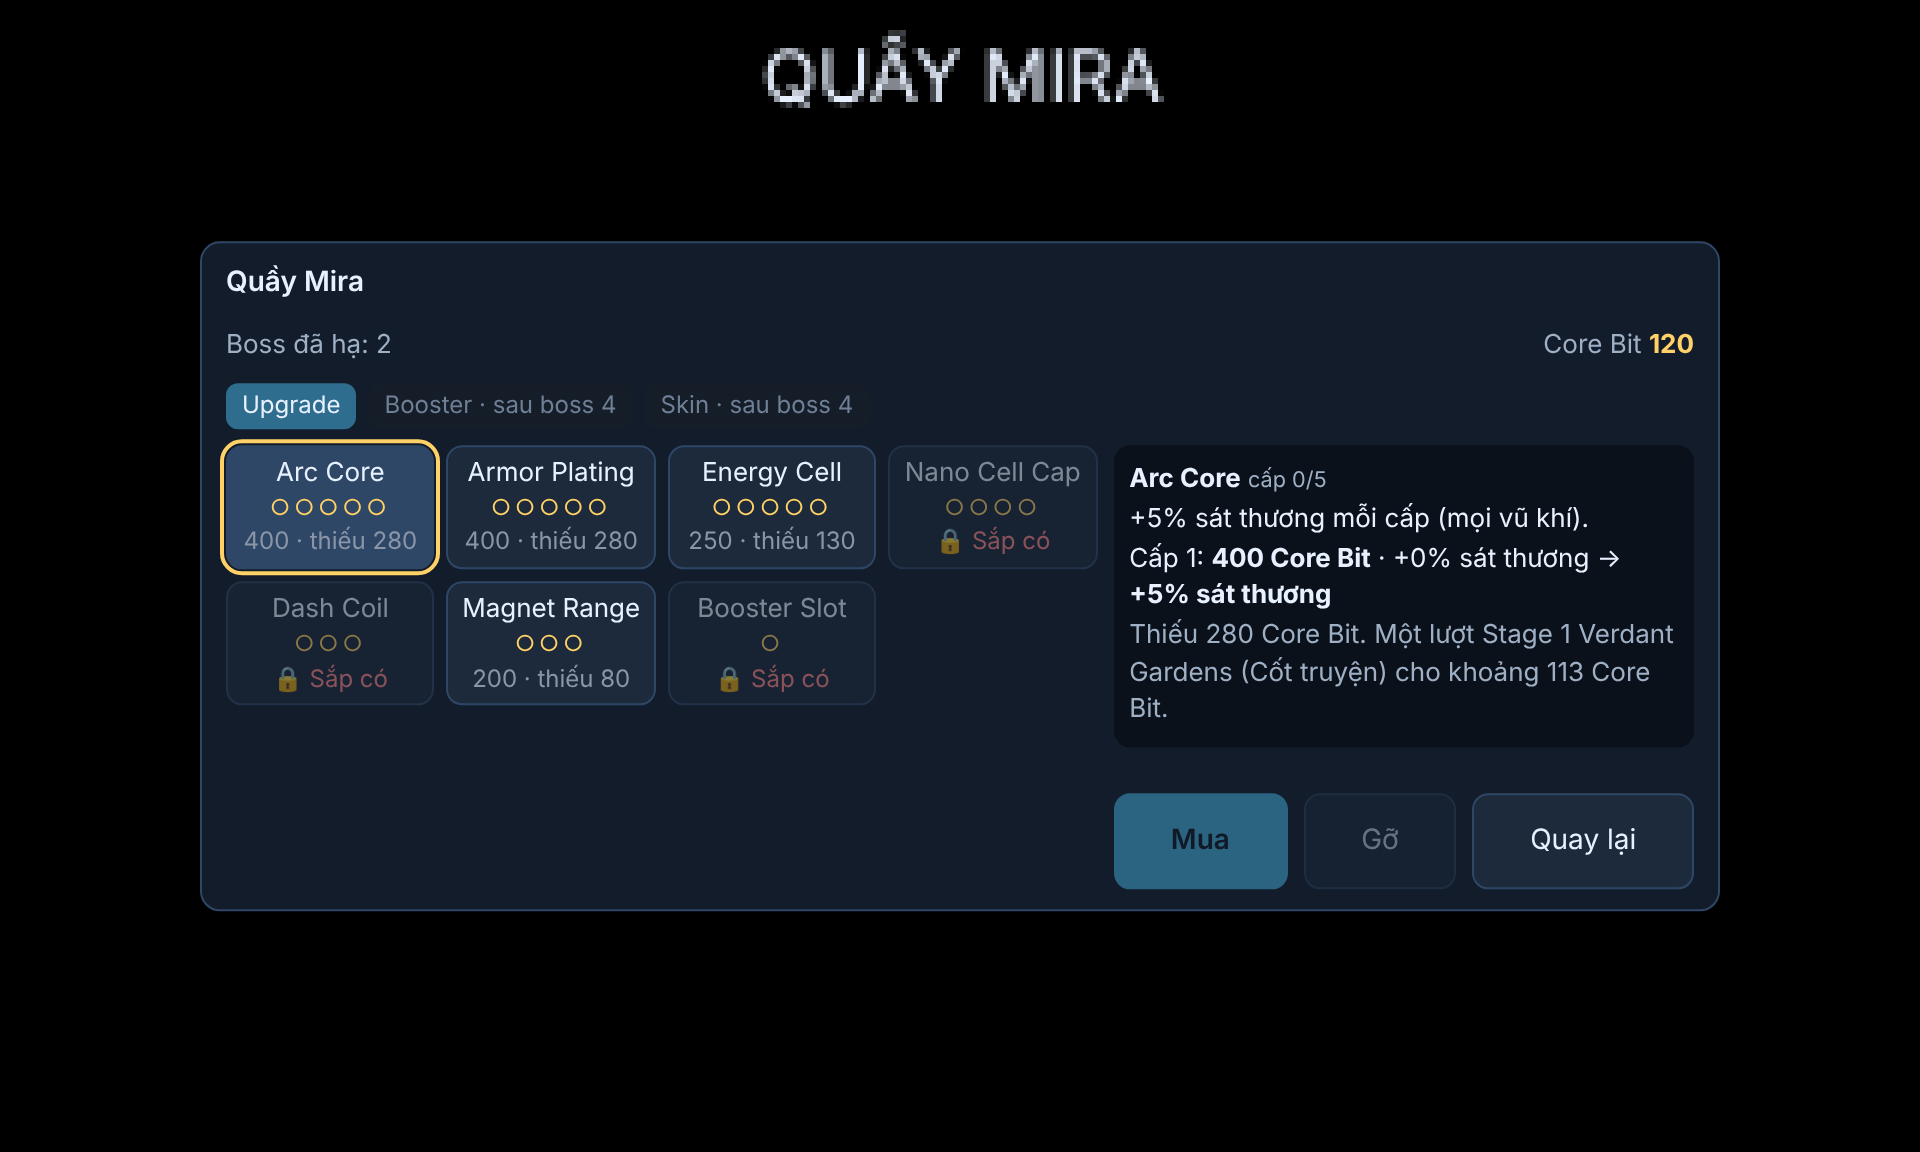 QUẦY MIRA
Quầy Mira
Boss đã hạ: 2
Core Bit 120
Upgrade
Booster · sau boss 4
Skin · sau boss 4
Arc Core
○○○○○
400 · thiếu 280
Armor Plating
○○○○○
400 · thiếu 280
Energy Cell
○○○○○
250 · thiếu 130
Nano Cell Cap
○○○○
🔒 Sắp có
Dash Coil
○○○
🔒 Sắp có
Magnet Range
○○○
200 · thiếu 80
Booster Slot
○
🔒 Sắp có
Arc Core cấp 0/5
+5% sát thương mỗi cấp (mọi vũ khí).
Cấp 1: 400 Core Bit · +0% sát thương →
+5% sát thương
Thiếu 280 Core Bit. Một lượt Stage 1 Verdant
Gardens (Cốt truyện) cho khoảng 113 Core
Bit.
Mua
Gỡ
Quay lại